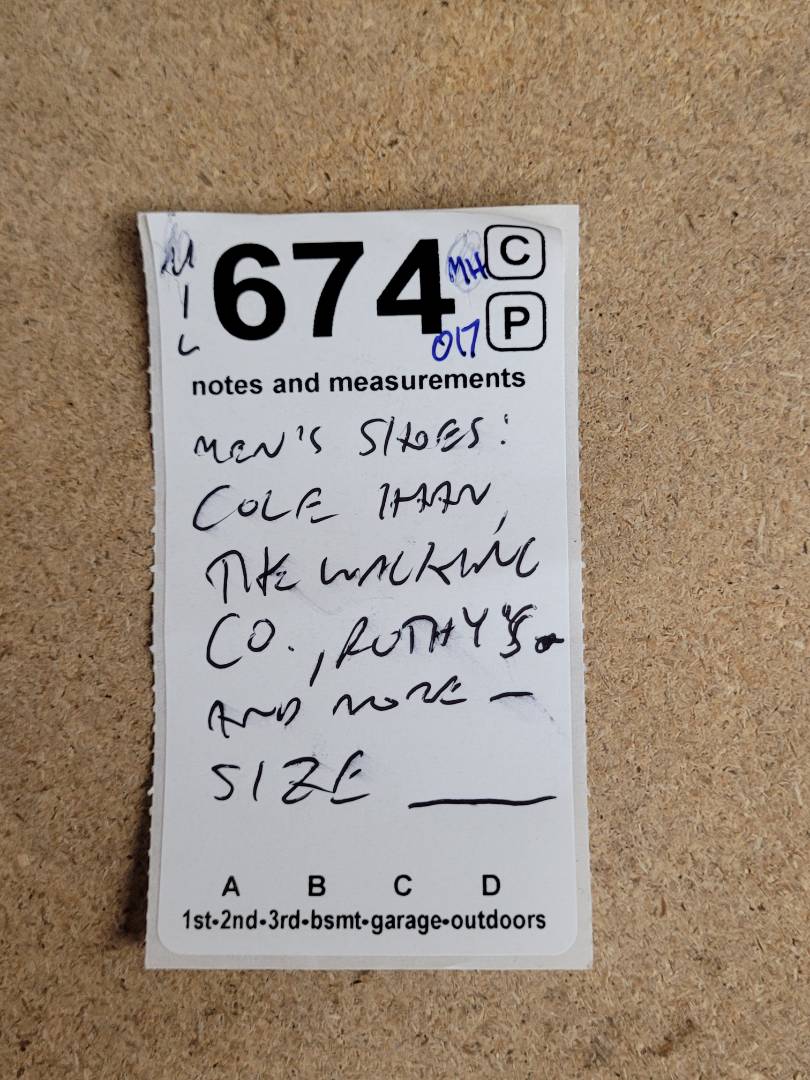 MIL
674
MH
C
017
P
notes and measurements
MEN'S SHOES:
COLE HAAN,
THE WALKING
CO., ROTHY'S
AND MORE —
SIZE ____
A B C D
1st•2nd•3rd•bsmt•garage•outdoors